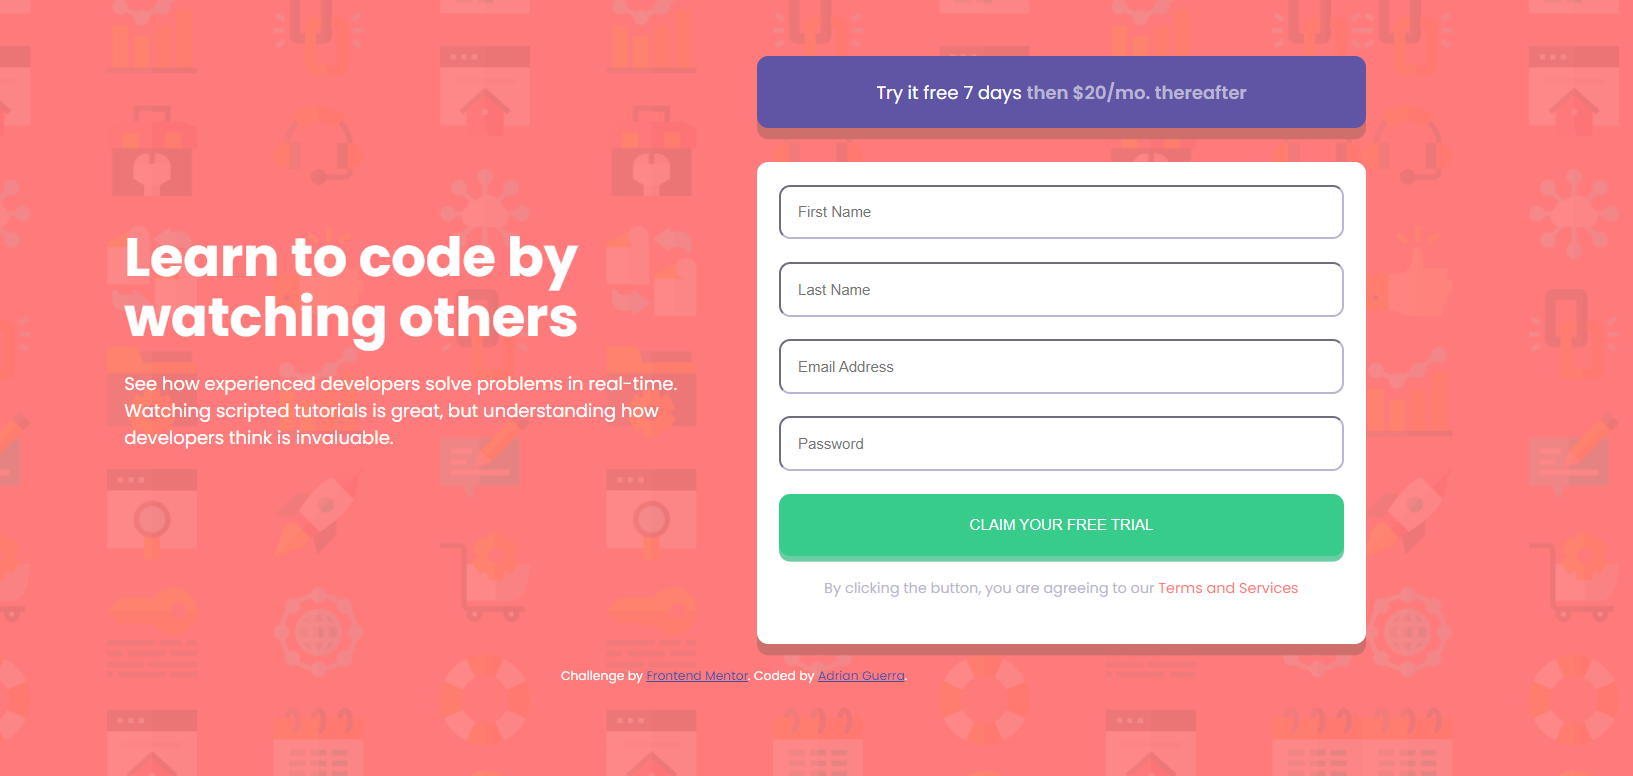 Learn to code by
watching others
See how experienced developers solve problems in real-time.
Watching scripted tutorials is great, but understanding how
developers think is invaluable.
Try it free 7 days then $20/mo. thereafter
First Name
Last Name
Email Address
Password
CLAIM YOUR FREE TRIAL
By clicking the button, you are agreeing to our Terms and Services
Challenge by Frontend Mentor. Coded by Adrian Guerra.